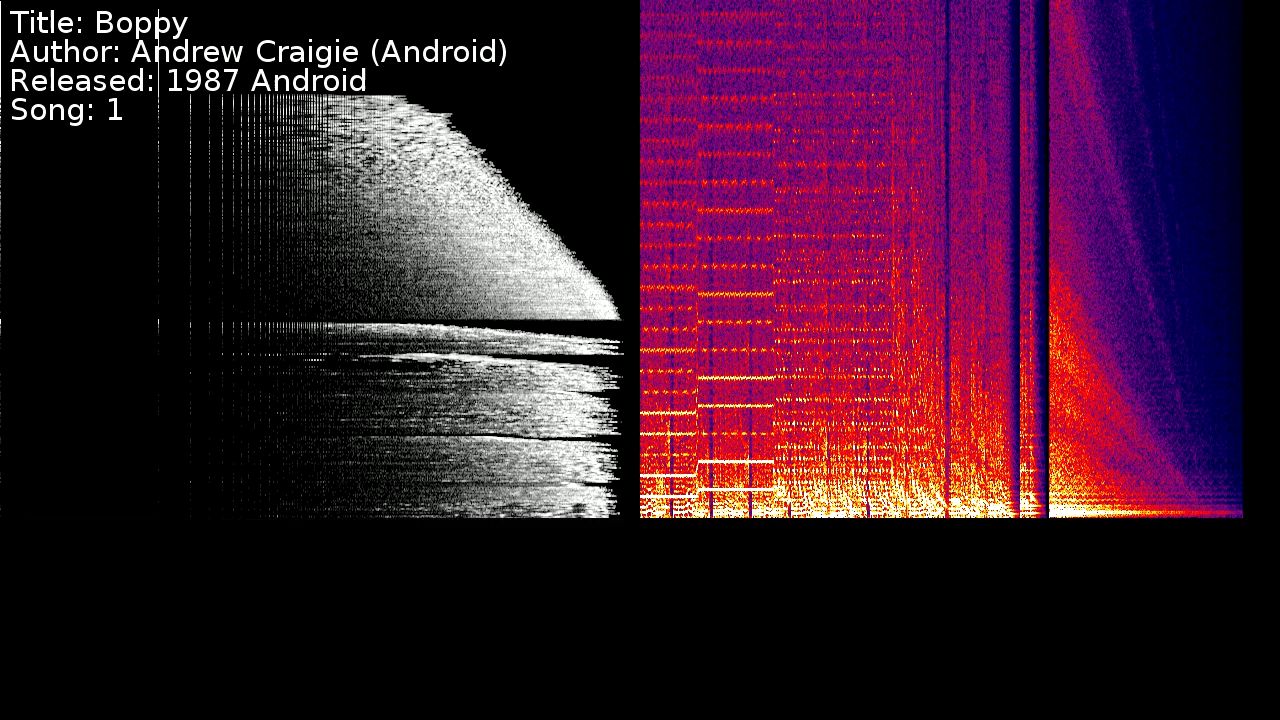 Title: Boppy
Author: Andrew Craigie (Android)
Released: 1987 Android
Song: 1